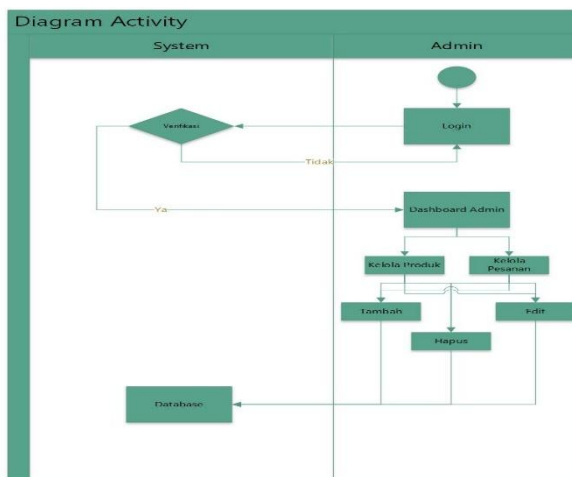 Diagram Activity
System
Admin
Verifikasi
Login
Tidak
Ya
Dashboard Admin
Kelola Produk
Kelola
Pesanan
Tambah
Edit
Hapus
Database